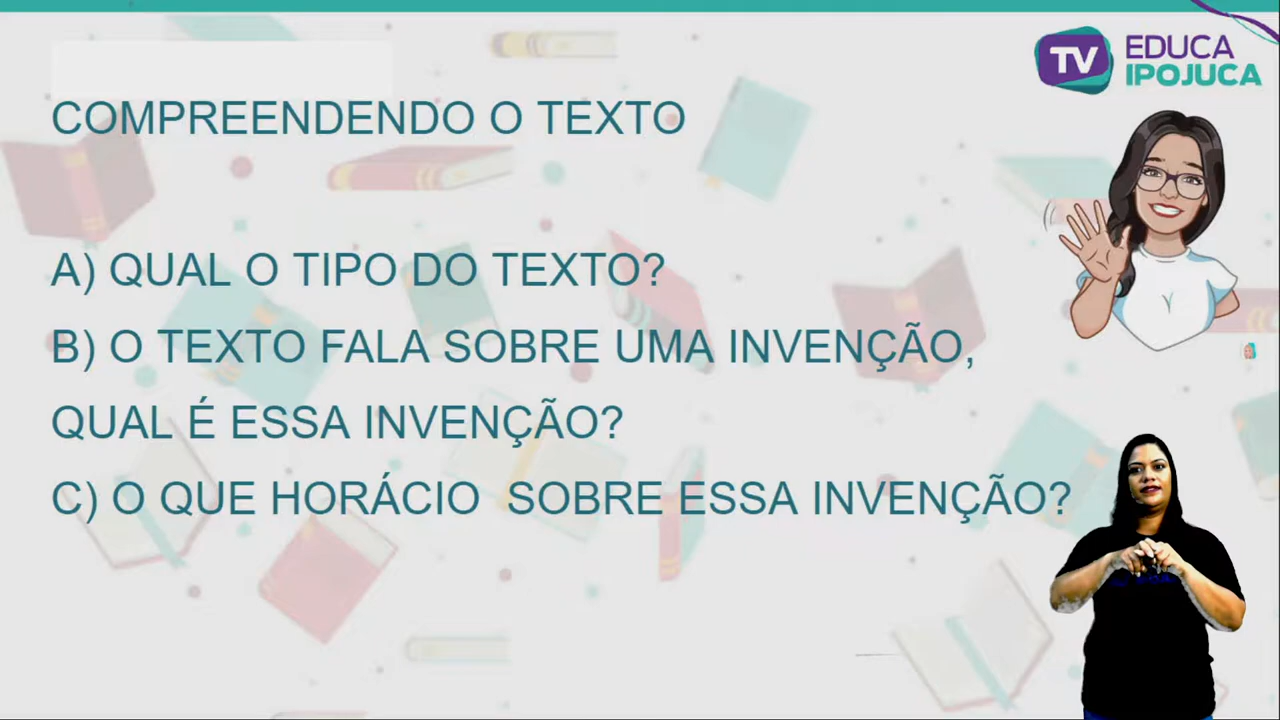 TV EDUCA
IPOJUCA
COMPREENDENDO O TEXTO
A) QUAL O TIPO DO TEXTO?
B) O TEXTO FALA SOBRE UMA INVENÇÃO,
QUAL É ESSA INVENÇÃO?
C) O QUE HORÁCIO  SOBRE ESSA INVENÇÃO?